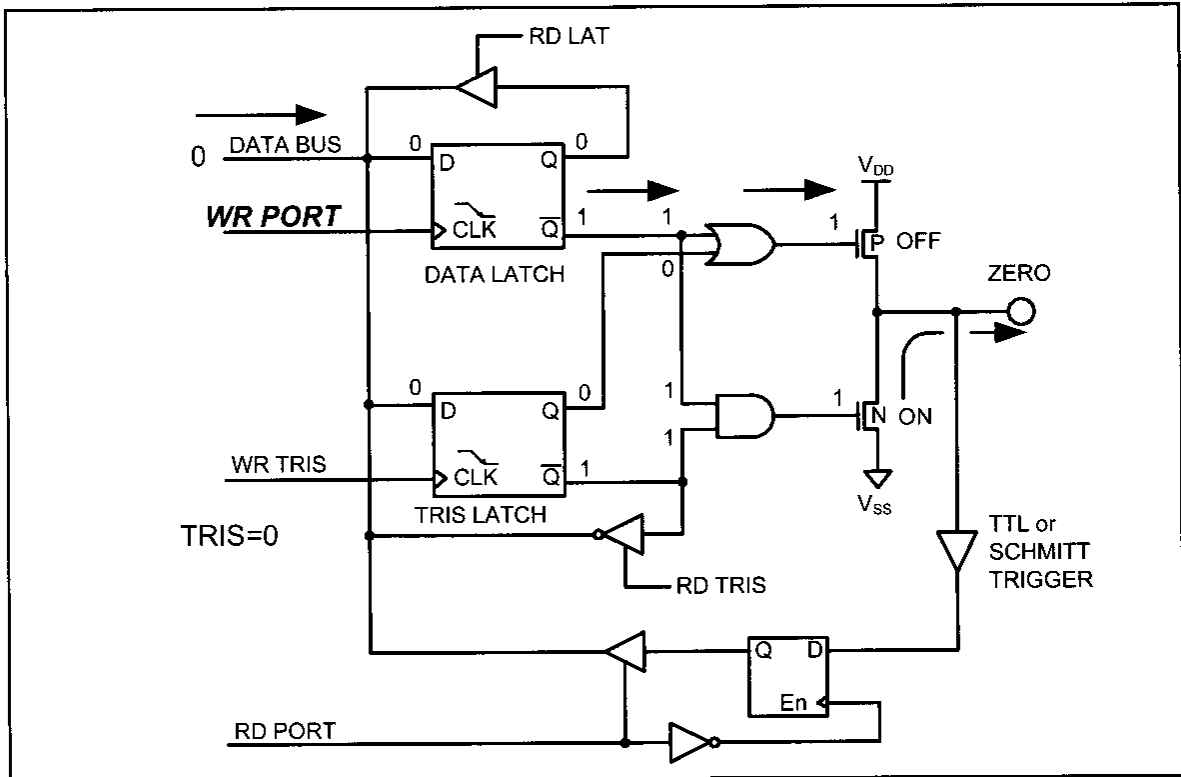 RD LAT
0 DATA BUS
0
D
Q
0
WR PORT
CLK
Q̅
1
1
0
DATA LATCH
V_DD
1
P
OFF
ZERO
0
D
Q
0
1
1
1
N
ON
WR TRIS
CLK
Q̅
1
TRIS LATCH
V_SS
TRIS=0
TTL or
SCHMITT
TRIGGER
RD TRIS
Q
D
En
RD PORT